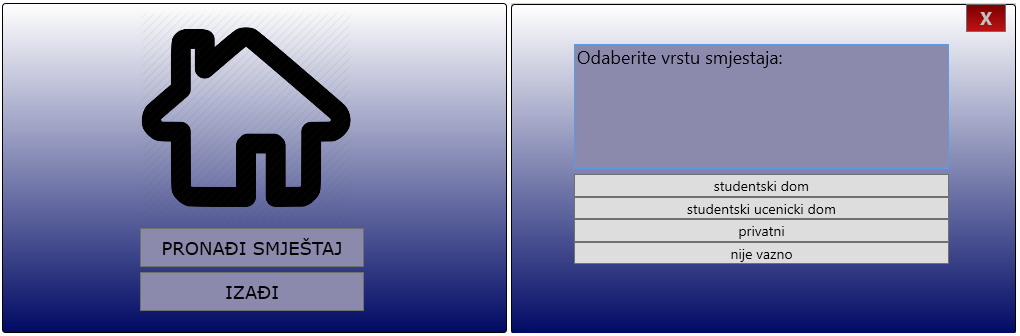 PRONAĐI SMJEŠTAJ
IZAĐI
X
Odaberite vrstu smjestaja:
studentski dom
studentski ucenicki dom
privatni
nije vazno